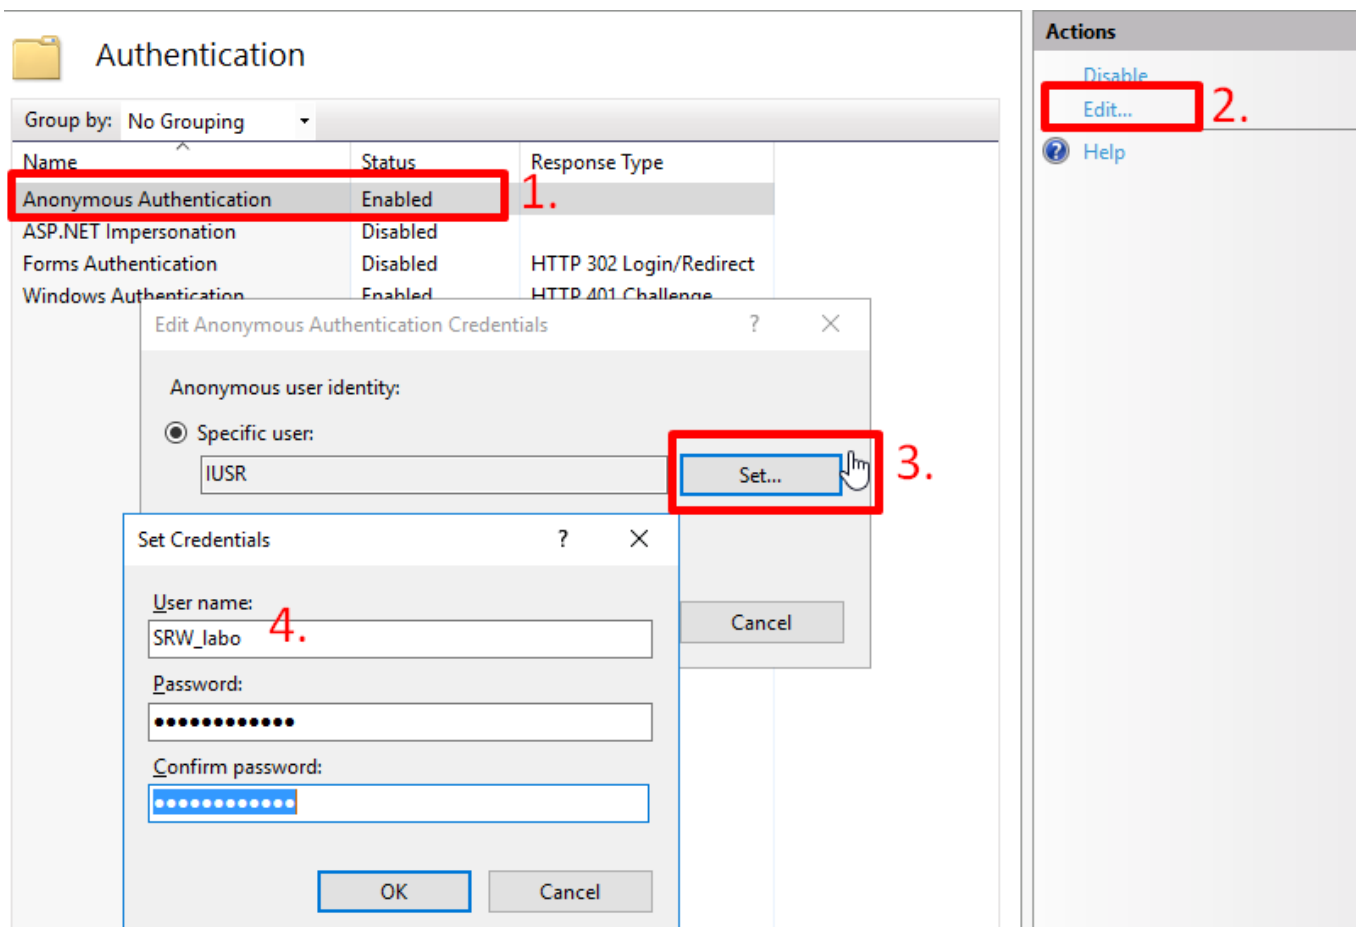 Authentication
Group by: No Grouping
Name Status Response Type
Anonymous Authentication Enabled 1.
ASP.NET Impersonation Disabled
Forms Authentication Disabled HTTP 302 Login/Redirect
Windows Authentication Enabled HTTP 401 Challenge
Edit Anonymous Authentication Credentials ?
Anonymous user identity:
Specific user:
IUSR Set... 3.
Set Credentials ?
User name: 4.
SRW_labo
Password:
●●●●●●●●●●●●
Confirm password:
●●●●●●●●●●●●
OK Cancel
Cancel
Actions
Disable
Edit... 2.
? Help